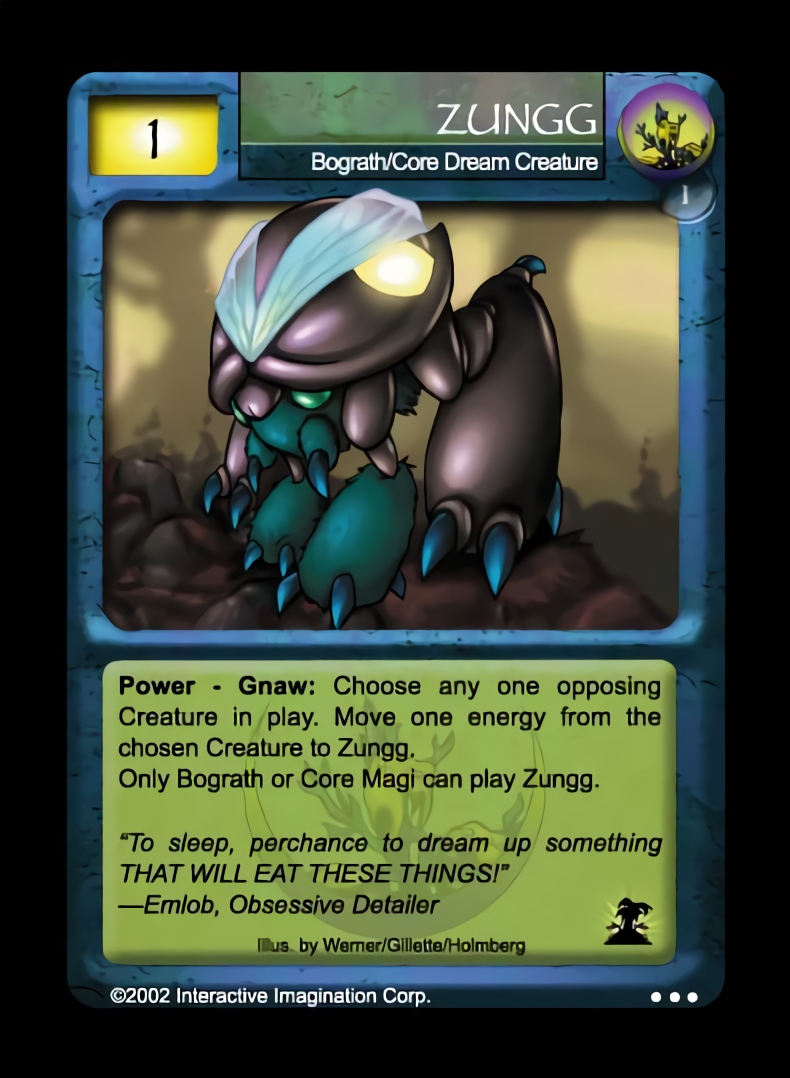 1
ZUNGG
Bograth/Core Dream Creature
1
Power - Gnaw: Choose any one opposing
Creature in play. Move one energy from the
chosen Creature to Zungg.
Only Bograth or Core Magi can play Zungg.
“To sleep, perchance to dream up something
THAT WILL EAT THESE THINGS!”
—Emlob, Obsessive Detailer
Illus. by Werner/Gillette/Holmberg
©2002 Interactive Imagination Corp.